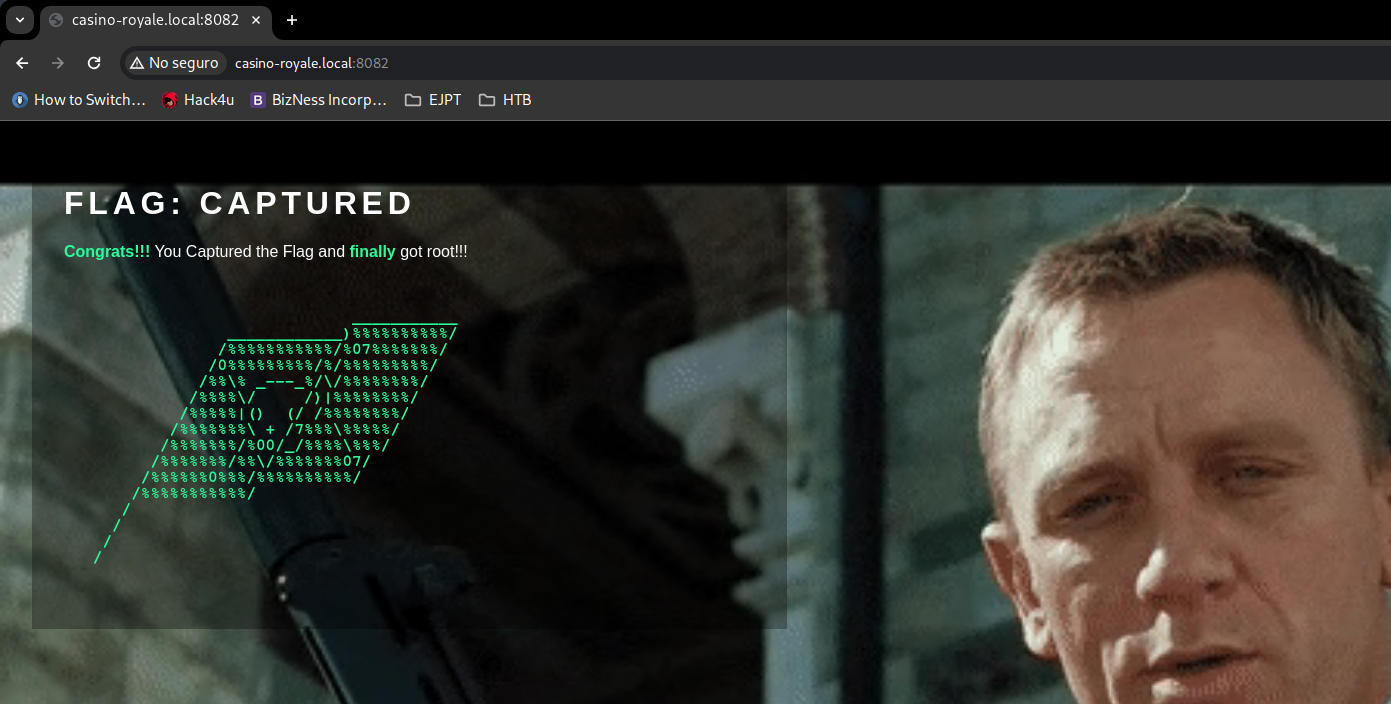 casino-royale.local:8082
No seguro casino-royale.local:8082
How to Switch… Hack4u BizNess Incorp… EJPT HTB
FLAG: CAPTURED
Congrats!!! You Captured the Flag and finally got root!!!
                              ___________
                 ____________)%%%%%%%%%%/
                /%%%%%%%%%%%/%07%%%%%%%/
               /0%%%%%%%%%/%/%%%%%%%%%/
              /%%\% _---_%/\/%%%%%%%%/
             /%%%%\/     /)|%%%%%%%%/
            /%%%%%|()  (/ /%%%%%%%%/
           /%%%%%%%\ + /7%%%\%%%%%/
          /%%%%%%%/%00/_/%%%%\%%%/
         /%%%%%%%/%%\/%%%%%%%07/
        /%%%%%%0%%%/%%%%%%%%%%/
       /%%%%%%%%%%%/
      /
     /
    /
   /